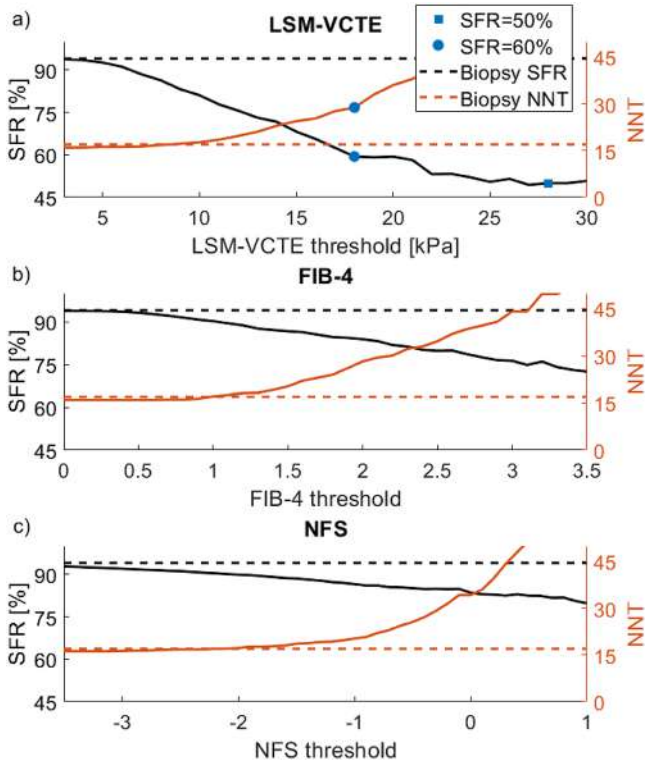 a)
LSM-VCTE
SFR=50%
SFR=60%
Biopsy SFR
Biopsy NNT
SFR [%]
90
75
60
45
45
30
15
0
NNT
5
10
15
20
25
30
LSM-VCTE threshold [kPa]
b)
FIB-4
SFR [%]
90
75
60
45
45
30
15
0
NNT
0
0.5
1
1.5
2
2.5
3
3.5
FIB-4 threshold
c)
NFS
SFR [%]
90
75
60
45
45
30
15
0
NNT
-3
-2
-1
0
1
NFS threshold